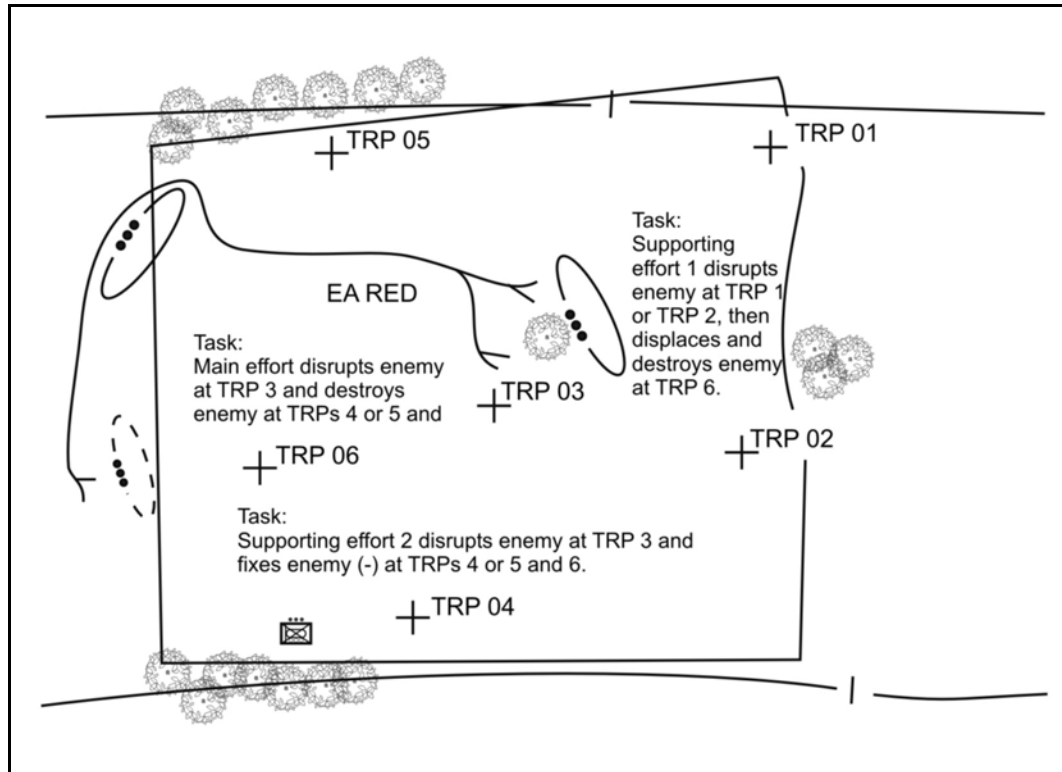 TRP 05
TRP 01
Task:
Supporting
effort 1 disrupts
enemy at TRP 1
or TRP 2, then
displaces and
destroys enemy
at TRP 6.
EA RED
Task:
Main effort disrupts enemy
at TRP 3 and destroys
enemy at TRPs 4 or 5 and
TRP 03
TRP 02
TRP 06
Task:
Supporting effort 2 disrupts enemy at TRP 3 and
fixes enemy (-) at TRPs 4 or 5 and 6.
TRP 04